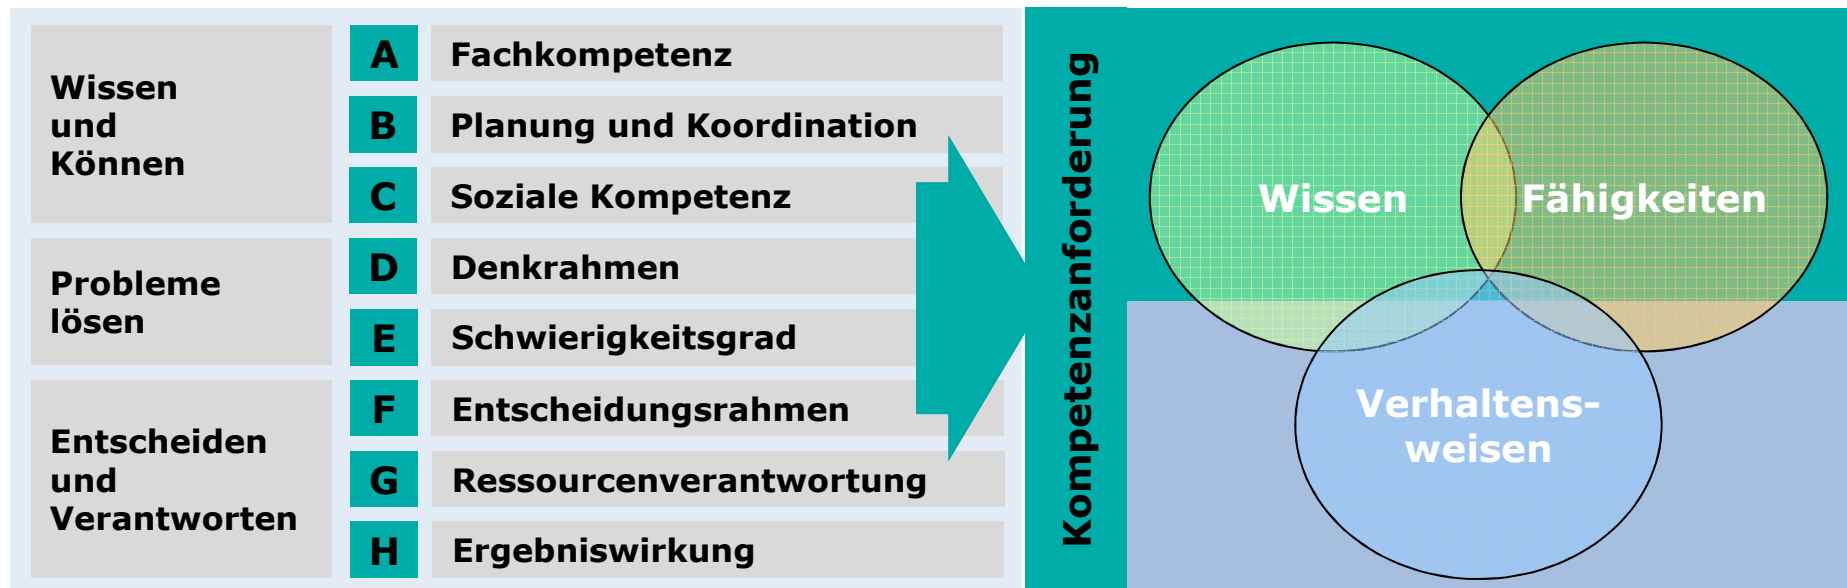 Wissen
und
Können
A
Fachkompetenz
B
Planung und Koordination
C
Soziale Kompetenz
Probleme
lösen
D
Denkrahmen
E
Schwierigkeitsgrad
Entscheiden
und
Verantworten
F
Entscheidungsrahmen
G
Ressourcenverantwortung
H
Ergebniswirkung
Kompetenzanforderung
Wissen
Fähigkeiten
Verhaltens-
weisen